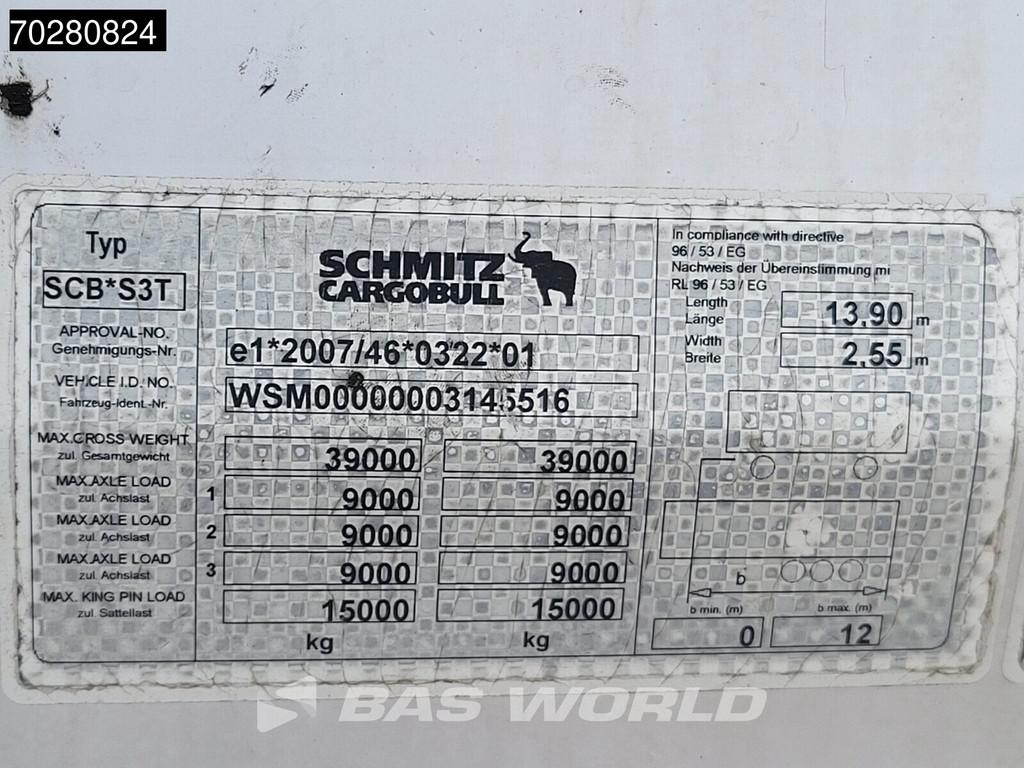 70280824
Typ
SCB*S3T
SCHMITZ
CARGOBULL
APPROVAL-NO.
Genehmigungs-Nr.
e1*2007/46*0322*01
VEHICLE I.D. NO.
Fahrzeug-Ident.-Nr.
WSM00000003145516
MAX.CROSS WEIGHT
zul. Gesamtgewicht
39000 39000
MAX.AXLE LOAD
zul. Achslast
1 9000 9000
MAX.AXLE LOAD
zul. Achslast
2 9000 9000
MAX.AXLE LOAD
zul. Achslast
3 9000 9000
MAX. KING PIN LOAD
zul. Sattellast
15000 15000
kg kg
In compliance with directive
96 / 53 / EG
Nachweis der Übereinstimmung mi
RL 96 / 53 / EG
Length
Länge
13,90 m
Width
Breite
2,55 m
b
b min. (m) b max. (m)
0 12
BAS WORLD